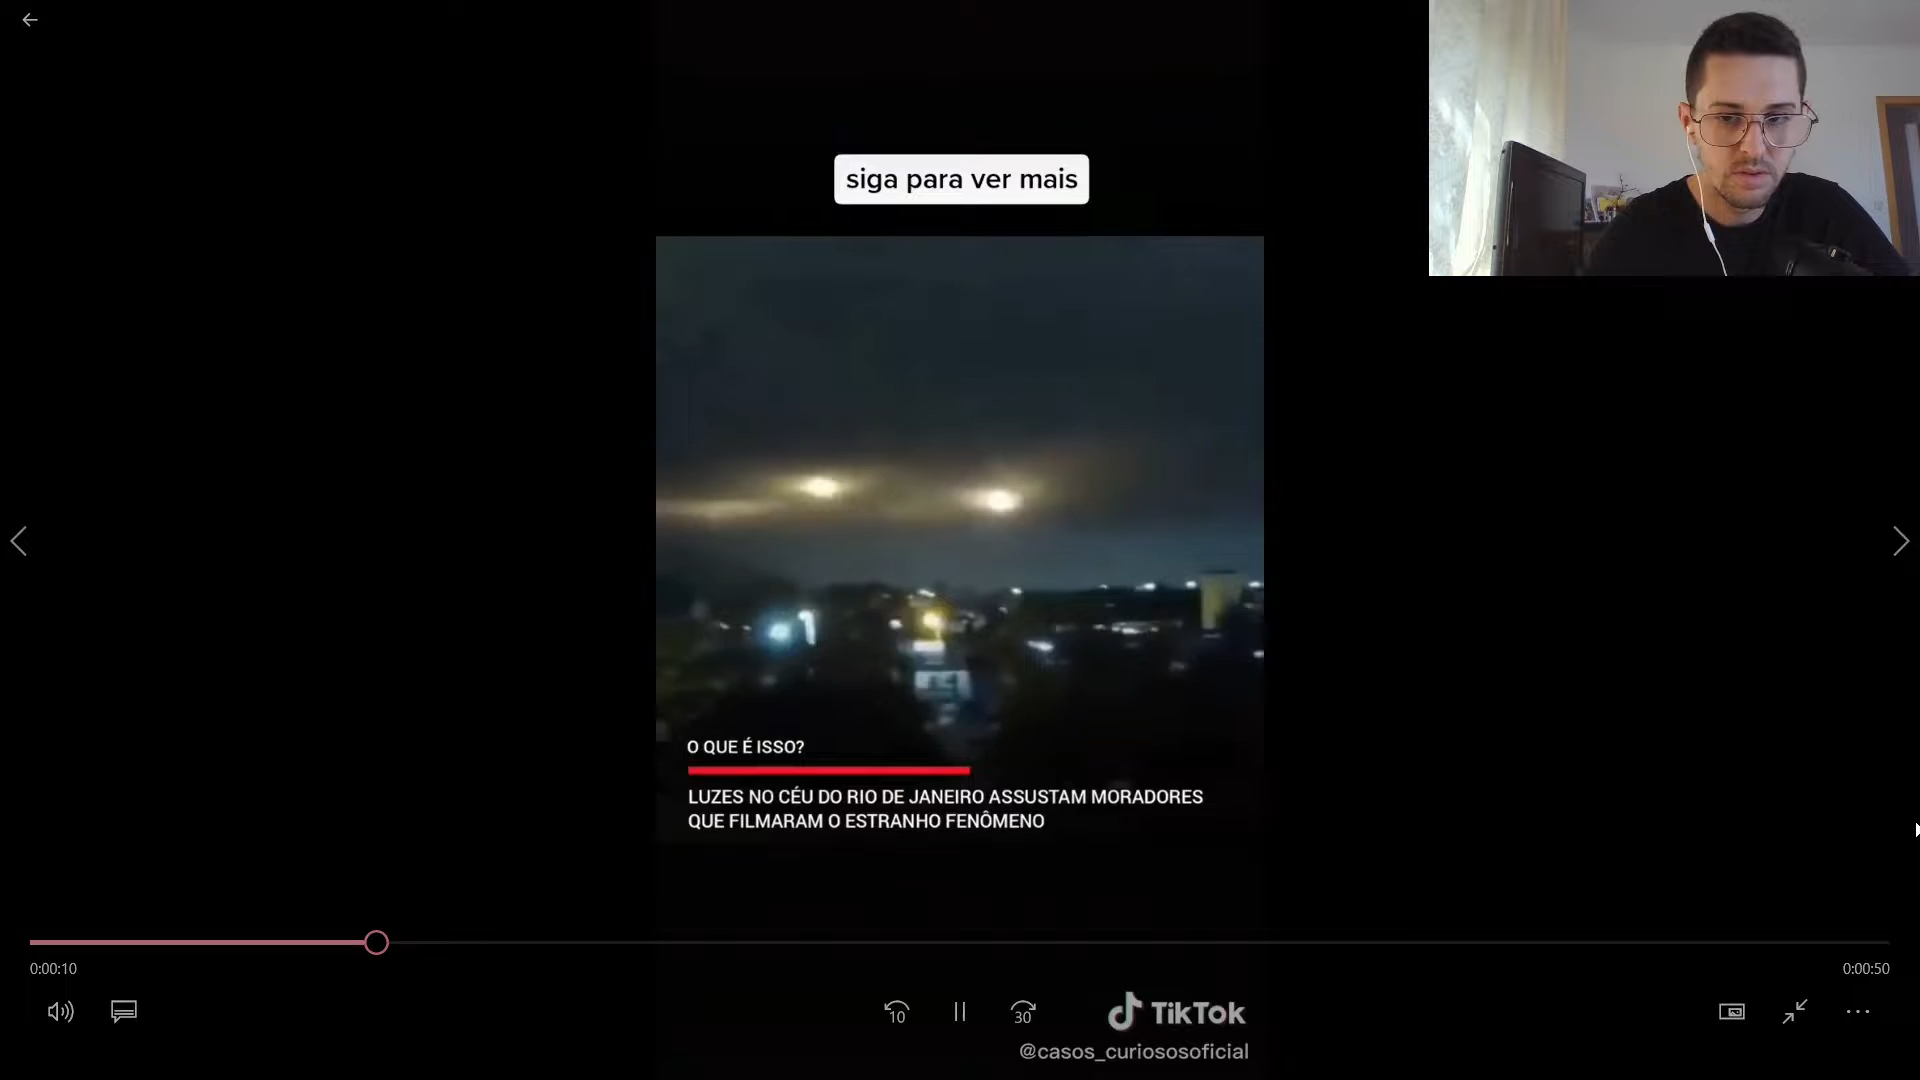 siga para ver mais
O QUE É ISSO?
LUZES NO CÉU DO RIO DE JANEIRO ASSUSTAM MORADORES
QUE FILMARAM O ESTRANHO FENÔMENO
0:00:10
0:00:50
10
30
TikTok
@casos_curiososoficial